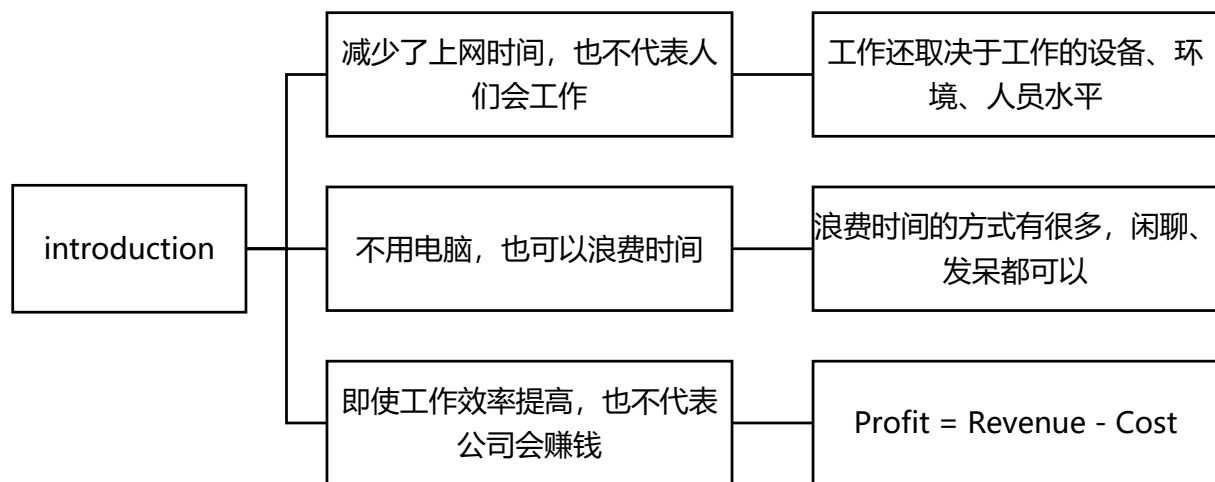 减少了上网时间，也不代表人
们会工作
工作还取决于工作的设备、环
境、人员水平
introduction
不用电脑，也可以浪费时间
浪费时间的方式有很多，闲聊、
发呆都可以
即使工作效率提高，也不代表
公司会赚钱
Profit = Revenue - Cost